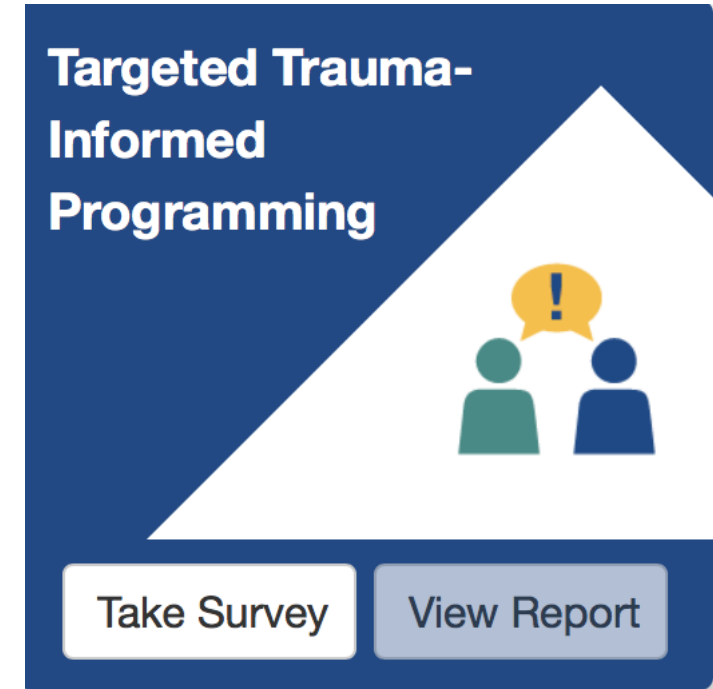 Targeted Trauma-
Informed
Programming
!
Take Survey
View Report